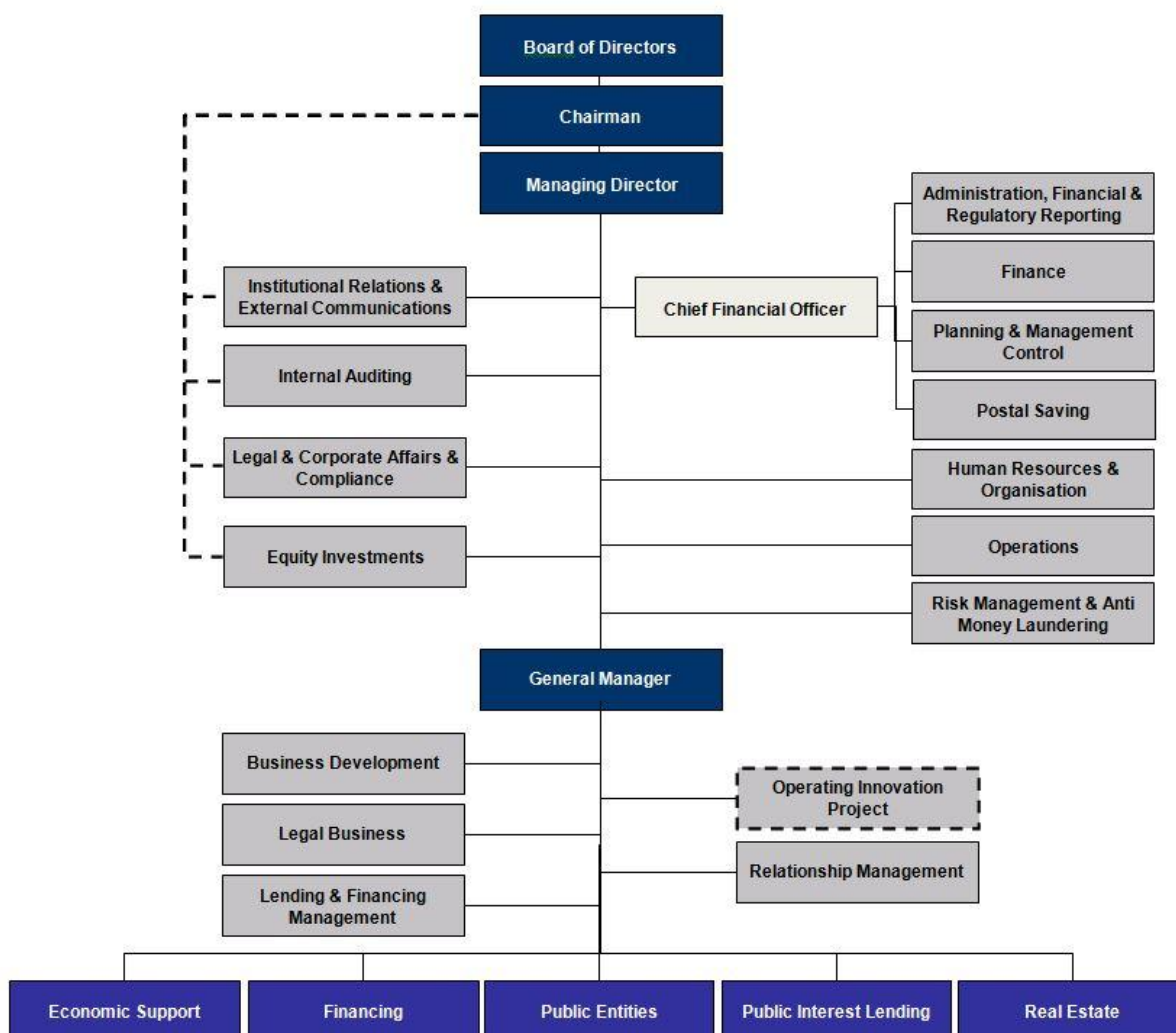 Board of Directors
Chairman
Managing Director
Administration, Financial &
Regulatory Reporting
Finance
Institutional Relations &
External Communications
Chief Financial Officer
Planning & Management
Control
Internal Auditing
Postal Saving
Legal & Corporate Affairs &
Compliance
Human Resources &
Organisation
Equity Investments
Operations
Risk Management & Anti
Money Laundering
General Manager
Business Development
Operating Innovation
Project
Legal Business
Relationship Management
Lending & Financing
Management
Economic Support
Financing
Public Entities
Public Interest Lending
Real Estate